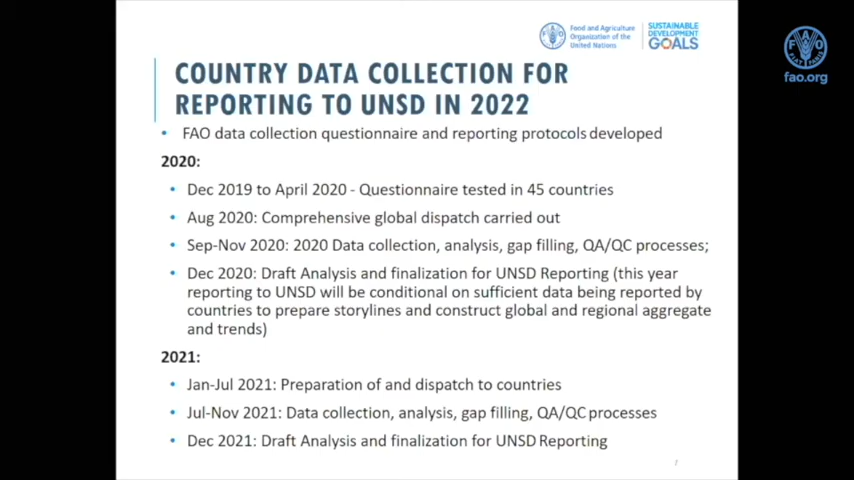 Food and Agriculture
Organization of the
United Nations
SUSTAINABLE
DEVELOPMENT
GOALS
FAO
FIAT PANIS
fao.org
COUNTRY DATA COLLECTION FOR
REPORTING TO UNSD IN 2022
• FAO data collection questionnaire and reporting protocols developed
2020:
• Dec 2019 to April 2020 - Questionnaire tested in 45 countries
• Aug 2020: Comprehensive global dispatch carried out
• Sep-Nov 2020: 2020 Data collection, analysis, gap filling, QA/QC processes;
• Dec 2020: Draft Analysis and finalization for UNSD Reporting (this year
reporting to UNSD will be conditional on sufficient data being reported by
countries to prepare storylines and construct global and regional aggregate
and trends)
2021:
• Jan-Jul 2021: Preparation of and dispatch to countries
• Jul-Nov 2021: Data collection, analysis, gap filling, QA/QC processes
• Dec 2021: Draft Analysis and finalization for UNSD Reporting
7